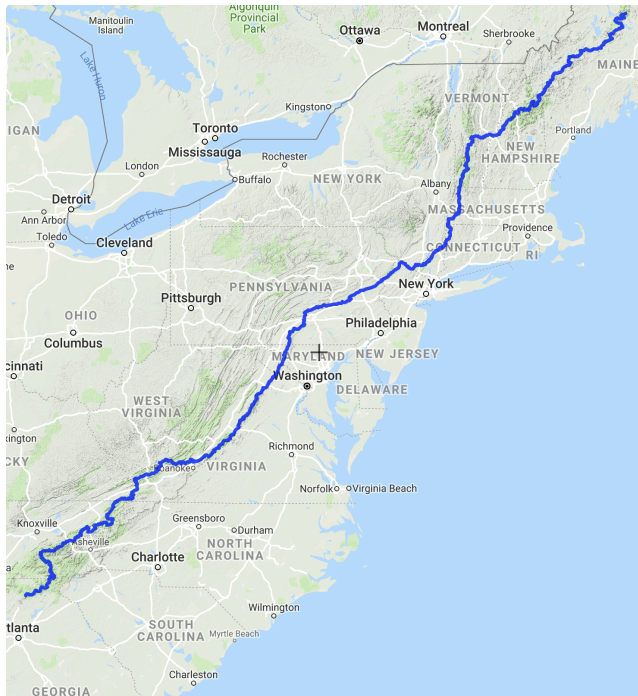 Algonquin
Provincial
Park
Manitoulin
Island
Ottawa
Montreal
Sherbrooke
MAINE
Lake Huron
VERMONT
Kingston
IGAN
Toronto
Mississauga
Portland
NEW
HAMPSHIRE
London
Rochester
Buffalo
NEW YORK
Albany
Detroit
MASSACHUSETTS
Ann Arbor
Lake Erie
Providence
Toledo
Cleveland
CONNECTICUT
RI
ne
PENNSYLVANIA
New York
Pittsburgh
OHIO
Philadelphia
Columbus
MARYLAND
NEW JERSEY
cinnati
Washington
DELAWARE
WEST
VIRGINIA
xington
Richmond
CKY
Roanoke
VIRGINIA
Norfolk
Virginia Beach
Knoxville
Greensboro
Durham
Asheville
NORTH
CAROLINA
Charlotte
a
Wilmington
tlanta
SOUTH
CAROLINA
Myrtle Beach
Charleston
GEORGIA